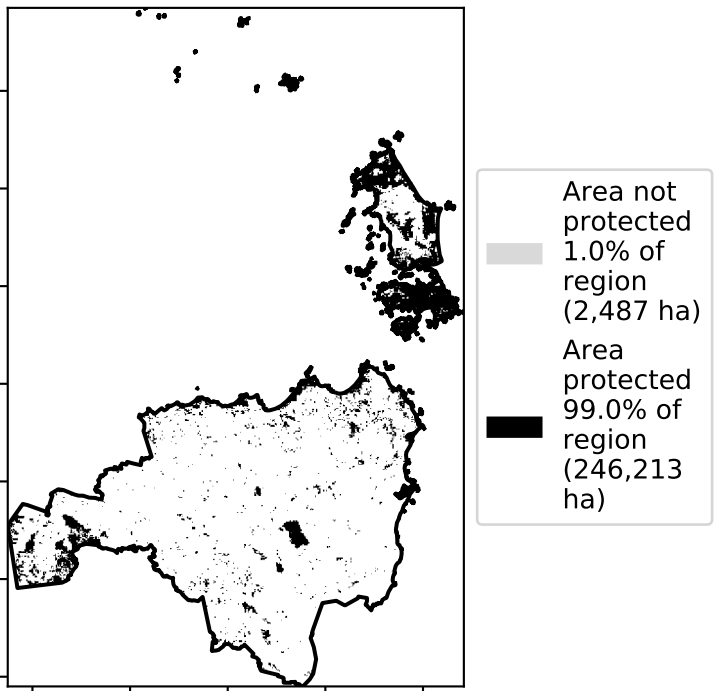 Area not
protected
1.0% of
region
(2,487 ha)
Area
protected
99.0% of
region
(246,213
ha)